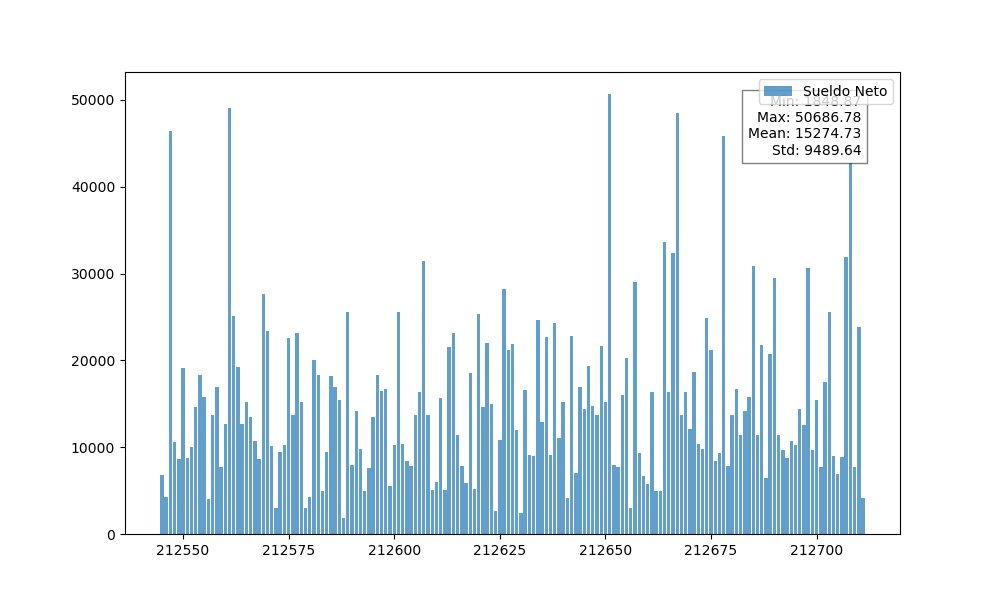 50000
40000
30000
20000
10000
0
Sueldo Neto
Min: 1848.87
Max: 50686.78
Mean: 15274.73
Std: 9489.64
212550 212575 212600 212625 212650 212675 212700